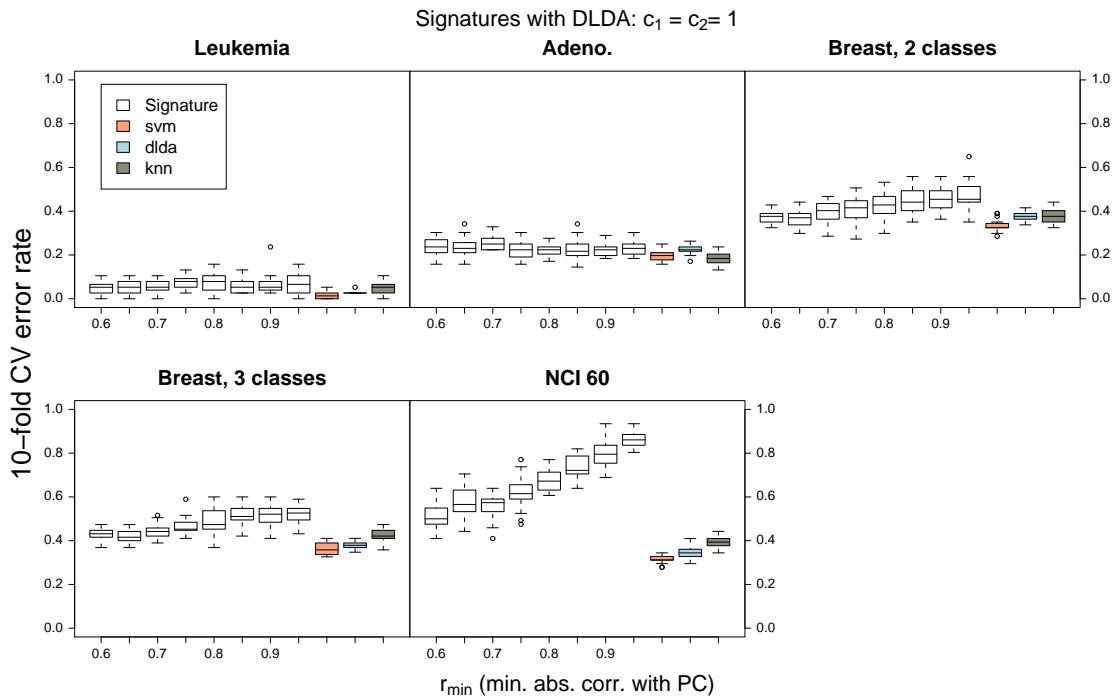 Signatures with DLDA: c1 = c2= 1
Leukemia
Adeno.
Breast, 2 classes
1.0
0.8
0.6
0.4
0.2
0.0
Signature
svm
dlda
knn
1.0
0.8
0.6
0.4
0.2
0.0
0.6 0.7 0.8 0.9
0.6 0.7 0.8 0.9
0.6 0.7 0.8 0.9
10−fold CV error rate
Breast, 3 classes
NCI 60
1.0
0.8
0.6
0.4
0.2
0.0
1.0
0.8
0.6
0.4
0.2
0.0
0.6 0.7 0.8 0.9
0.6 0.7 0.8 0.9
rmin (min. abs. corr. with PC)